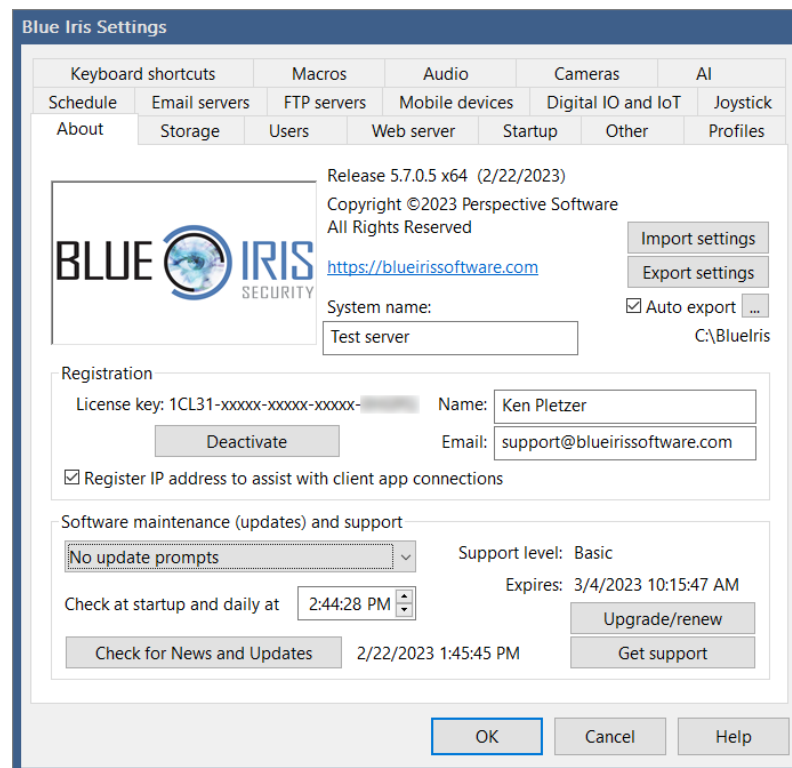 Blue Iris Settings
Keyboard shortcuts Macros Audio Cameras AI
Schedule Email servers FTP servers Mobile devices Digital IO and IoT Joystick
About Storage Users Web server Startup Other Profiles
Release 5.7.0.5 x64 (2/22/2023)
Copyright ©2023 Perspective Software
All Rights Reserved
Import settings
BLUE IRIS
SECURITY
https://blueirissoftware.com
Export settings
System name:
Auto export ...
Test server
C:\BlueIris
Registration
License key: 1CL31-xxxxx-xxxxx-xxxxx-
Name: Ken Pletzer
Deactivate
Email: support@blueirissoftware.com
Register IP address to assist with client app connections
Software maintenance (updates) and support
No update prompts
Support level: Basic
Expires: 3/4/2023 10:15:47 AM
Check at startup and daily at 2:44:28 PM
Upgrade/renew
Check for News and Updates 2/22/2023 1:45:45 PM
Get support
OK Cancel Help